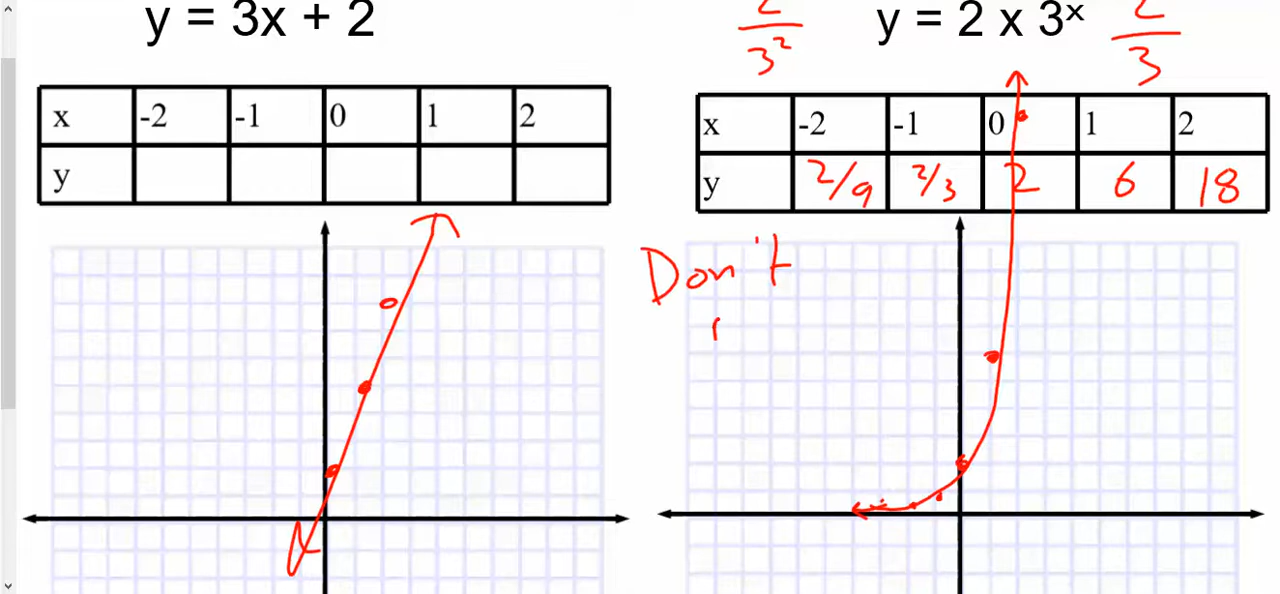 y = 3x + 2
x -2 -1 0 1 2
y
2/3²
y = 2 x 3ˣ
2/3
x -2 -1 0 1 2
y 2/9 2/3 2 6 18
Don't